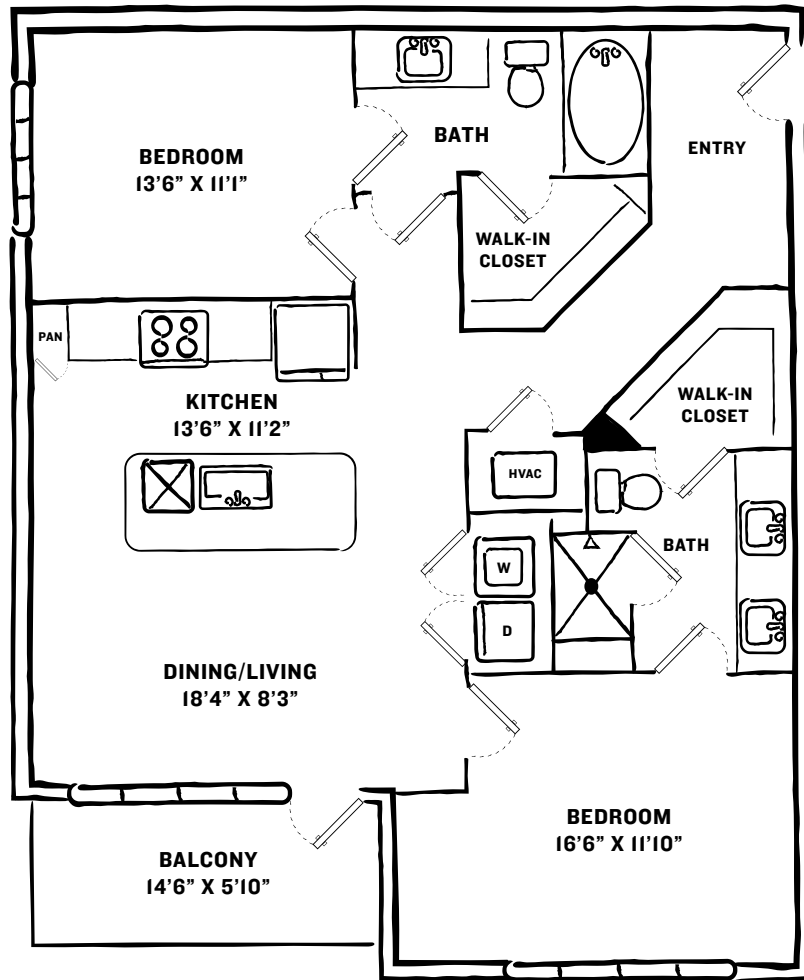 BEDROOM
13'6" X 11'1"
BATH
ENTRY
WALK-IN
CLOSET
PAN
KITCHEN
13'6" X 11'2"
WALK-IN
CLOSET
HVAC
BATH
W
D
DINING/LIVING
18'4" X 8'3"
BEDROOM
16'6" X 11'10"
BALCONY
14'6" X 5'10"